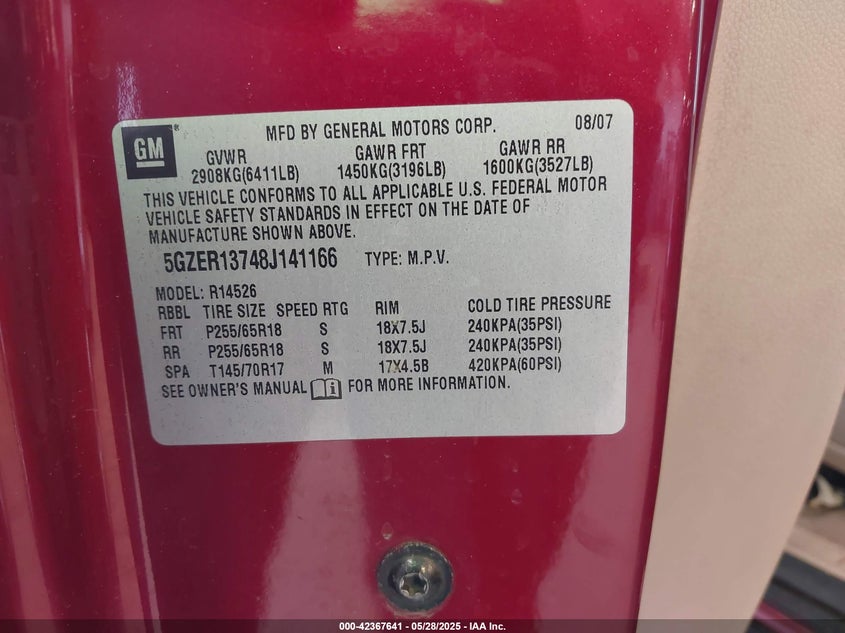 GM ® MFD BY GENERAL MOTORS CORP. 08/07
GVWR GAWR FRT GAWR RR
2908KG(6411LB) 1450KG(3196LB) 1600KG(3527LB)
THIS VEHICLE CONFORMS TO ALL APPLICABLE U.S. FEDERAL MOTOR
VEHICLE SAFETY STANDARDS IN EFFECT ON THE DATE OF
MANUFACTURE SHOWN ABOVE.
5GZER13748J141166 TYPE: M.P.V.
MODEL: R14526
RBBL TIRE SIZE SPEED RTG RIM COLD TIRE PRESSURE
FRT P255/65R18 S 18X7.5J 240KPA(35PSI)
RR P255/65R18 S 18X7.5J 240KPA(35PSI)
SPA T145/70R17 M 17X4.5B 420KPA(60PSI)
SEE OWNER'S MANUAL i FOR MORE INFORMATION.
000-42367641 - 05/28/2025 - IAA Inc.